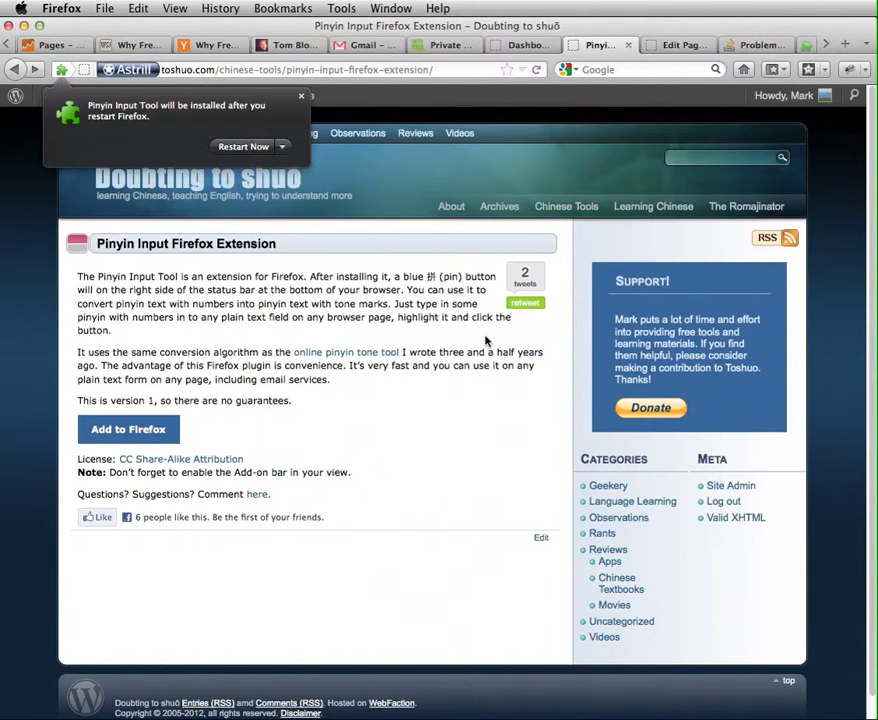 Firefox File Edit View History Bookmarks Tools Window Help
Pinyin Input Firefox Extension – Doubting to shuō
Pages – ...
Why Fre...
Why Fre...
Tom Blo...
Gmail – ...
Private ...
Dashbo...
Pinyi...
Edit Pag...
Problem...
Astrill
toshuo.com/chinese-tools/pinyin-input-firefox-extension/
Google
Howdy, Mark
Pinyin Input Tool will be installed after you
restart Firefox.
Restart Now
Observations Reviews Videos
Doubting to shuo
learning Chinese, teaching English, trying to understand more
About Archives Chinese Tools Learning Chinese The Romajinator
Pinyin Input Firefox Extension
The Pinyin Input Tool is an extension for Firefox. After installing it, a blue 拼 (pin) button
will on the right side of the status bar at the bottom of your browser. You can use it to
convert pinyin text with numbers into pinyin text with tone marks. Just type in some
pinyin with numbers in to any plain text field on any browser page, highlight it and click the
button.
2
tweets
retweet
It uses the same conversion algorithm as the online pinyin tone tool I wrote three and a half years
ago. The advantage of this Firefox plugin is convenience. It's very fast and you can use it on any
plain text form on any page, including email services.
This is version 1, so there are no guarantees.
Add to Firefox
License: CC Share-Alike Attribution
Note: Don't forget to enable the Add-on bar in your view.
Questions? Suggestions? Comment here.
Like
6 people like this. Be the first of your friends.
Edit
RSS
Support!
Mark puts a lot of time and effort
into providing free tools and
learning materials. If you find
them helpful, please consider
making a contribution to Toshuo.
Thanks!
Donate
Categories
Geekery
Language Learning
Observations
Rants
Reviews
Apps
Chinese
Textbooks
Movies
Uncategorized
Videos
Meta
Site Admin
Log out
Valid XHTML
top
Doubting to shuō Entries (RSS) amd Comments (RSS). Hosted on WebFaction.
Copyright © 2005-2012, all rights reserved. Disclaimer.